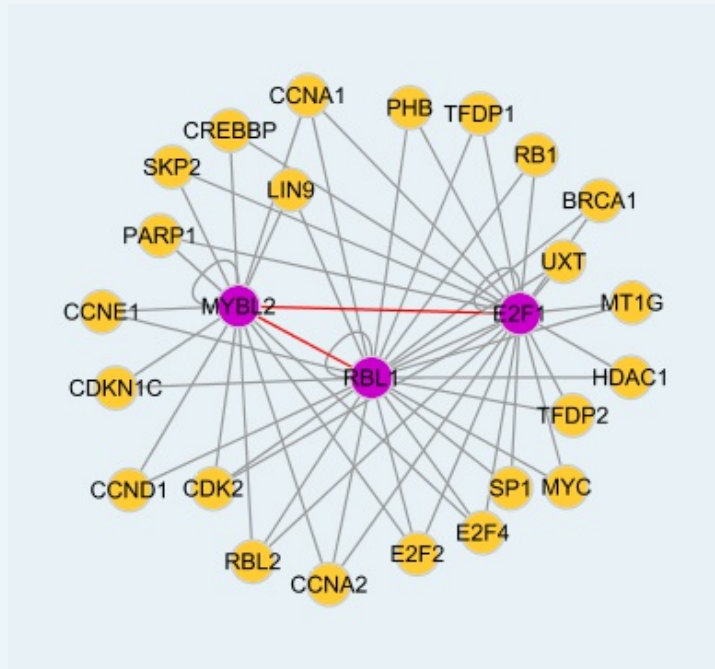 CCNA1
PHB
TFDP1
CREBBP
RB1
SKP2
LIN9
BRCA1
PARP1
UXT
MYBL2
MT1G
CCNE1
E2F1
RBL1
HDAC1
CDKN1C
TFDP2
CCND1
CDK2
SP1
MYC
E2F4
RBL2
E2F2
CCNA2